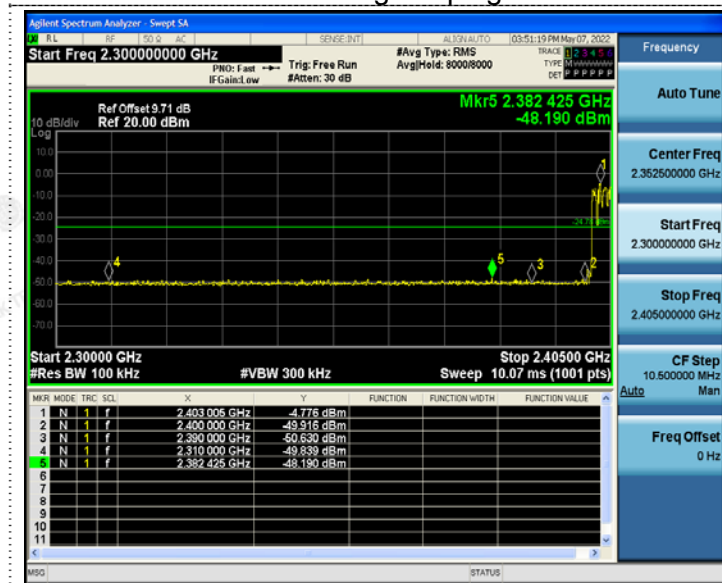 Agilent Spectrum Analyzer - Swept SA
RL RF 50 Ω AC SENSE:INT ALIGN AUTO 03:51:19 PM May 07, 2022
Start Freq 2.300000000 GHz
PNO: Fast
IFGain:Low
Trig: Free Run
#Atten: 30 dB
#Avg Type: RMS
Avg|Hold: 8000/8000
TRACE 1 2 3 4 5 6
TYPE M
DET P P P P P P
Ref Offset 9.71 dB
10 dB/div Ref 20.00 dBm
Log
Mkr5 2.382 425 GHz
-48.190 dBm
10.0
0.00
-10.0
-20.0
-30.0
-40.0
-50.0
-60.0
-70.0
1
4
5
3
2
Start 2.30000 GHz Stop 2.40500 GHz
#Res BW 100 kHz #VBW 300 kHz Sweep 10.07 ms (1001 pts)
MKR MODE TRC SCL X Y FUNCTION FUNCTION WIDTH FUNCTION VALUE
1 N 1 f 2.403 005 GHz -4.776 dBm
2 N 1 f 2.400 000 GHz -49.916 dBm
3 N 1 f 2.390 000 GHz -50.630 dBm
4 N 1 f 2.310 000 GHz -49.839 dBm
5 N 1 f 2.382 425 GHz -48.190 dBm
6
7
8
9
10
11
MSG STATUS
Frequency
Auto Tune
Center Freq
2.352500000 GHz
Start Freq
2.300000000 GHz
Stop Freq
2.405000000 GHz
CF Step
10.500000 MHz
Auto Man
Freq Offset
0 Hz